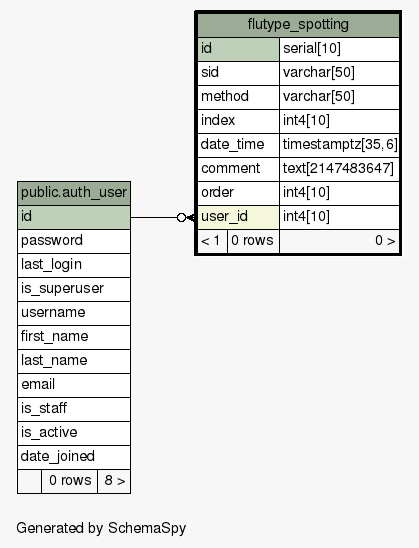 flutype_spotting
id serial[10]
sid varchar[50]
method varchar[50]
index int4[10]
date_time timestamptz[35,6]
comment text[2147483647]
order int4[10]
user_id int4[10]
< 1 0 rows 0 >
public.auth_user
id
password
last_login
is_superuser
username
first_name
last_name
email
is_staff
is_active
date_joined
0 rows 8 >
Generated by SchemaSpy